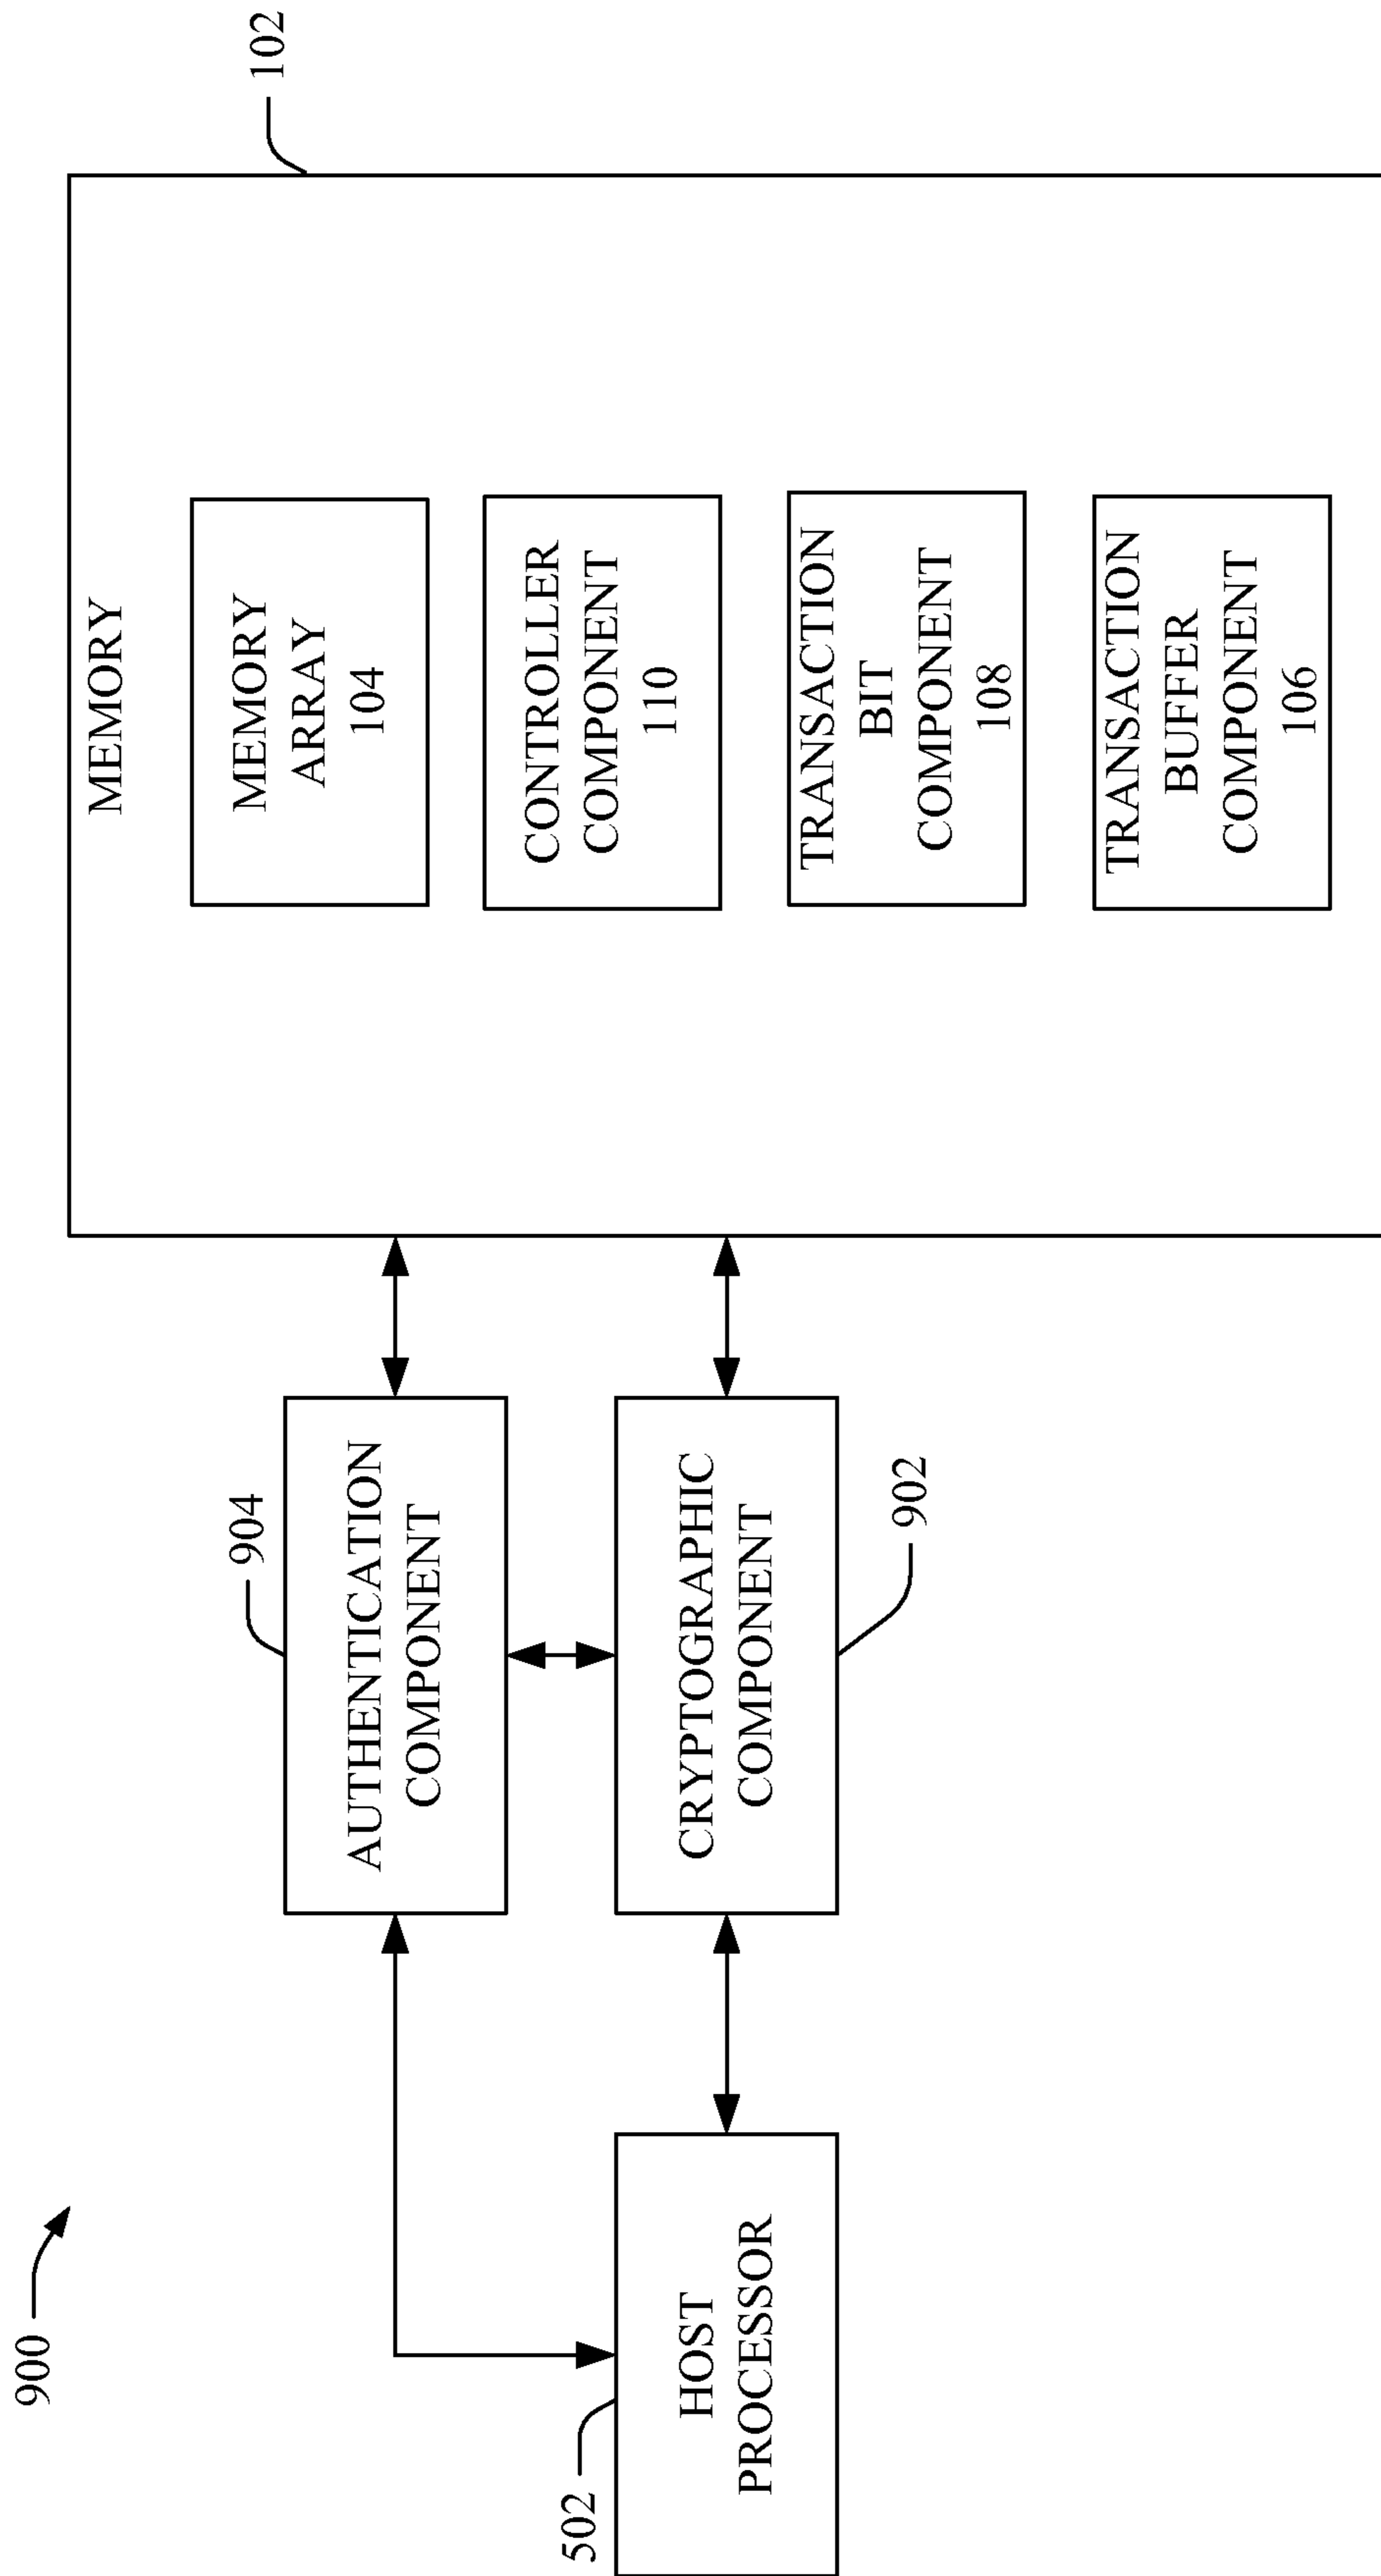 900
102
MEMORY
MEMORY
ARRAY
104
CONTROLLER
COMPONENT
110
TRANSACTION
BIT
COMPONENT
108
TRANSACTION
BUFFER
COMPONENT
106
904
AUTHENTICATION
COMPONENT
CRYPTOGRAPHIC
COMPONENT
902
502
HOST
PROCESSOR